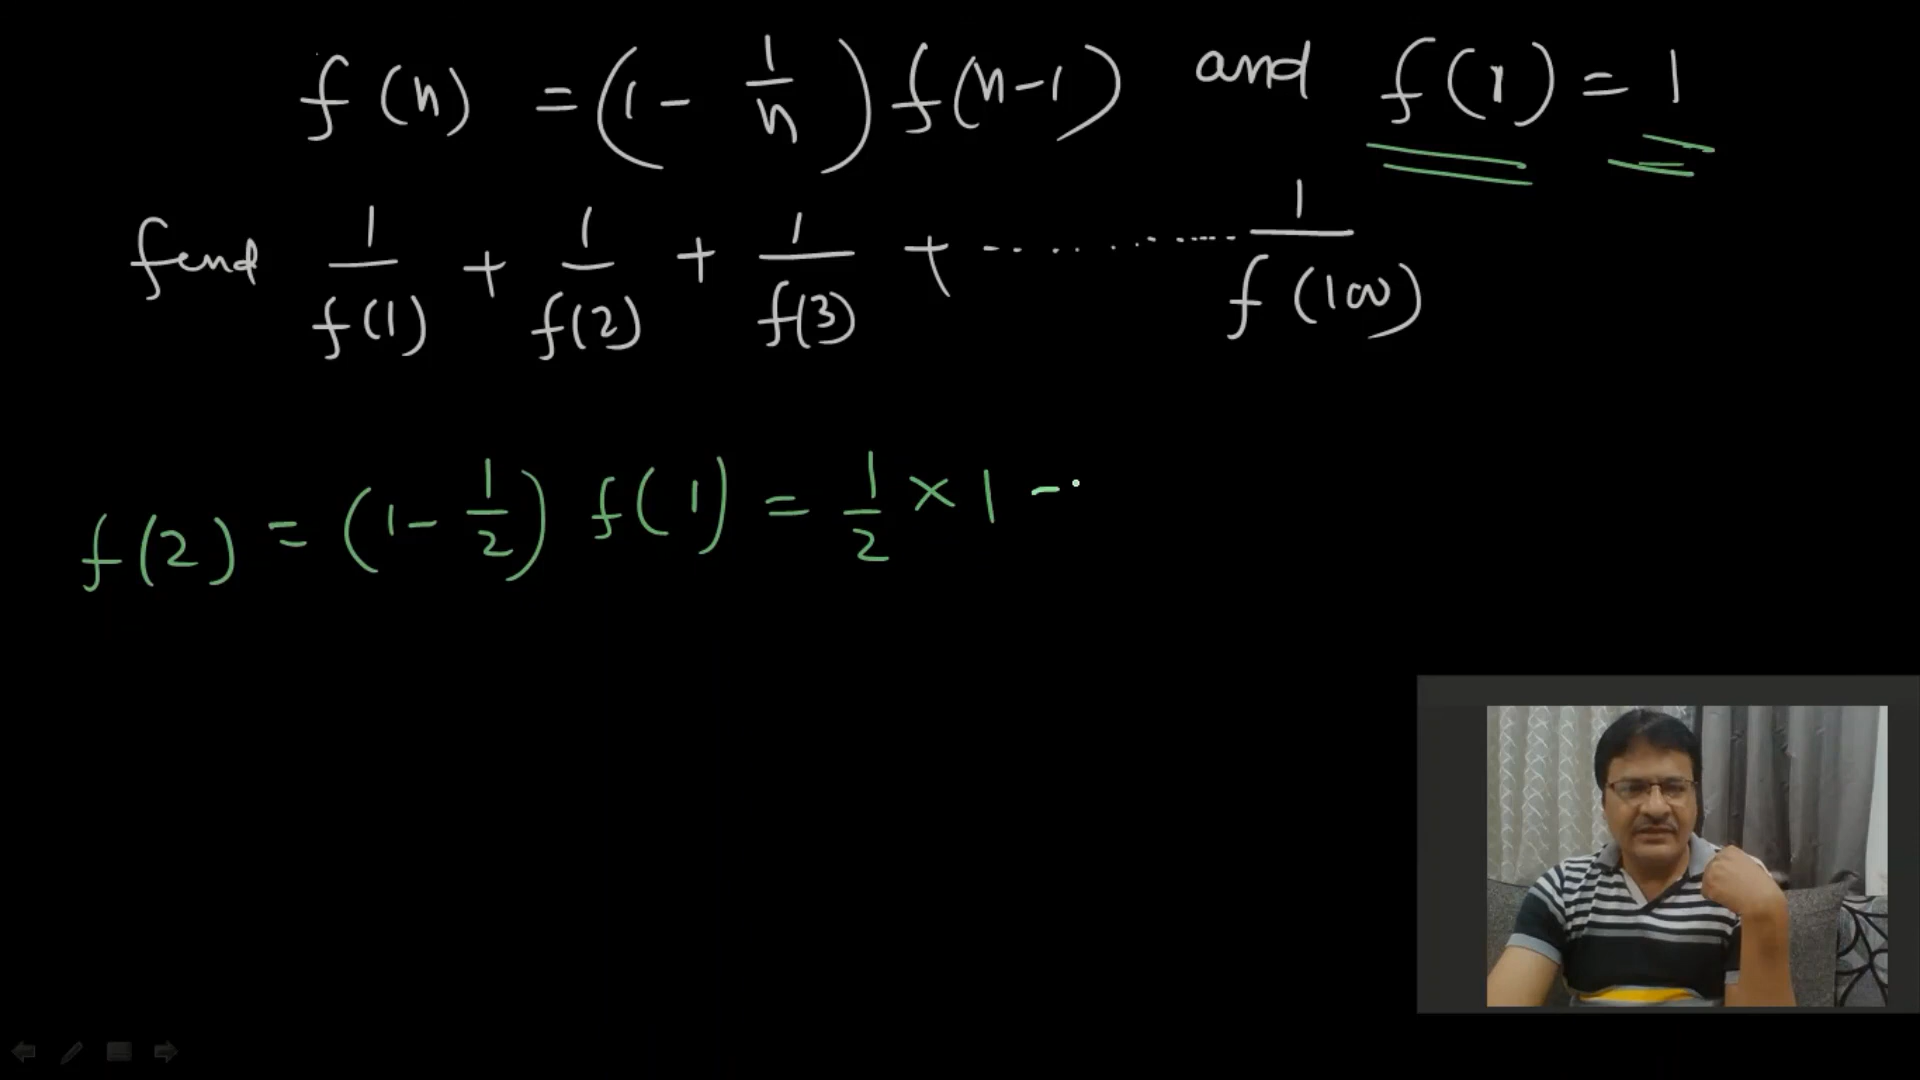 f(n) = (1 - 1/n) f(n-1) and f(1) = 1
find 1/f(1) + 1/f(2) + 1/f(3) + ............ 1/f(100)
f(2) = (1 - 1/2) f(1) = 1/2 × 1 -